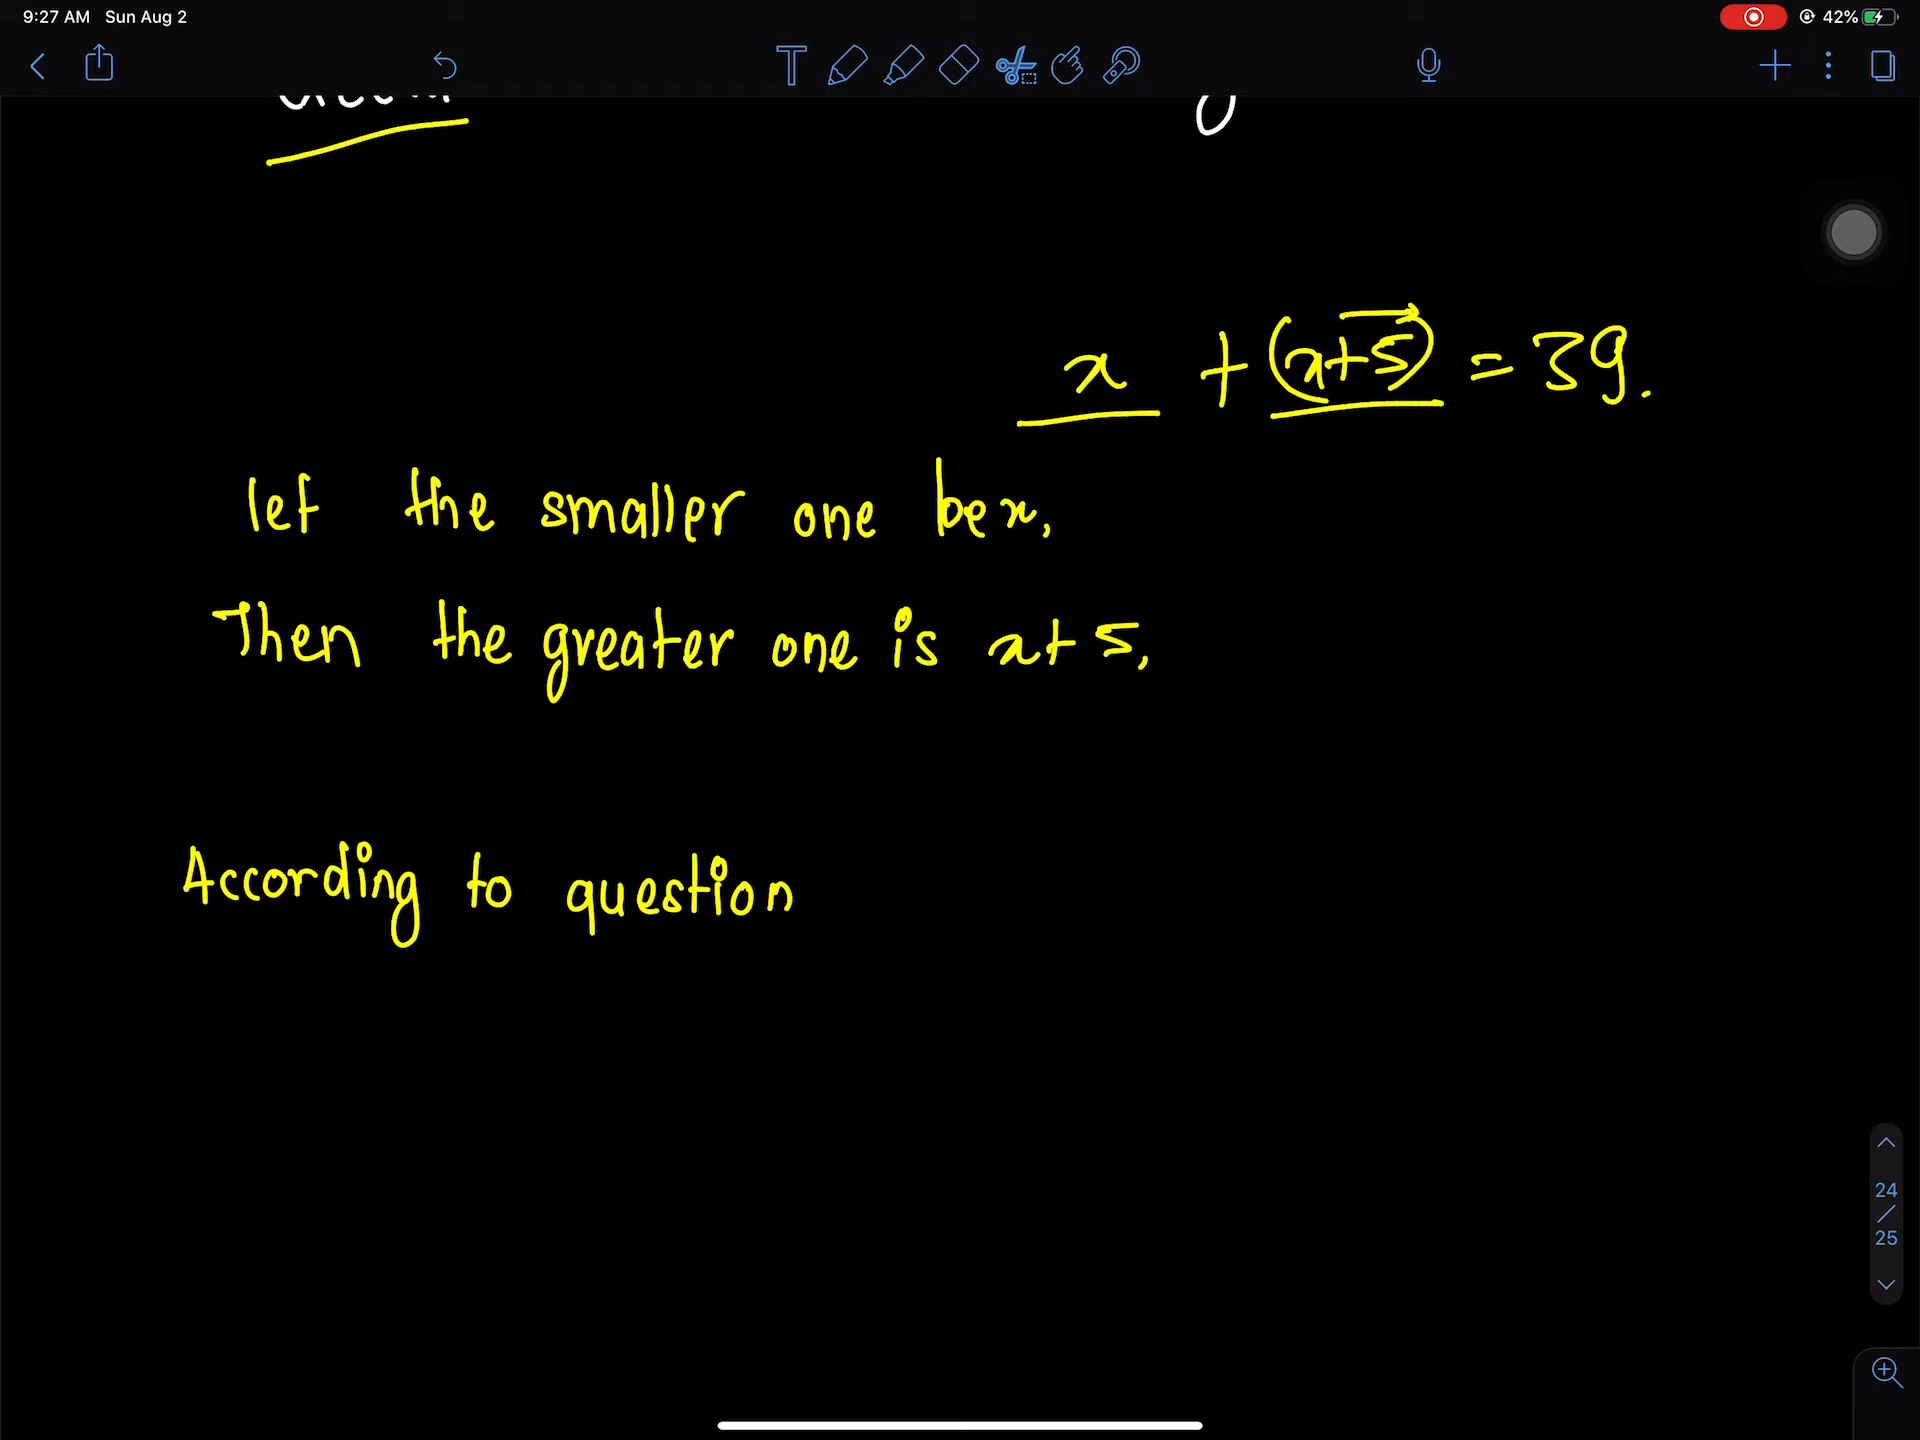 9:27 AM Sun Aug 2
42%
x + (x+5) = 39.
let the smaller one be x,
Then the greater one is x+5,
According to question
24
/
25